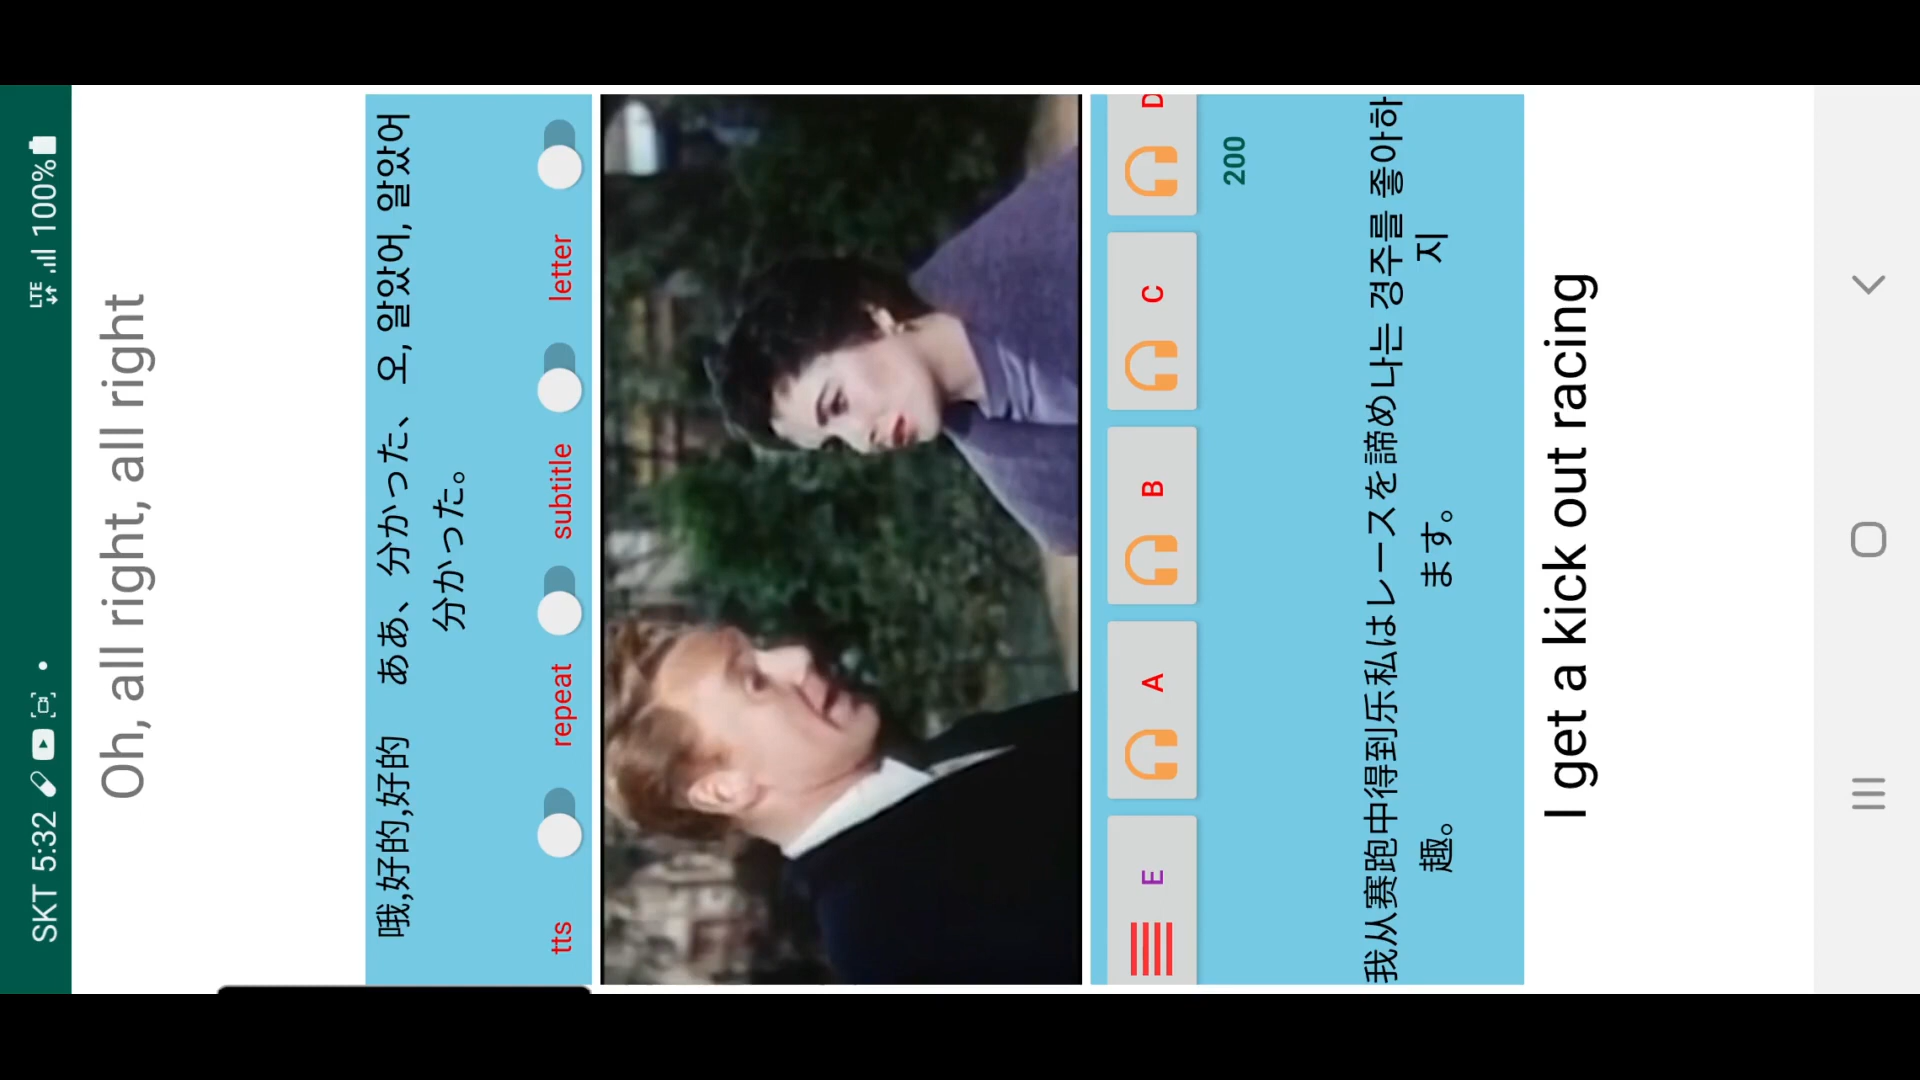 SKT 5:32
LTE 100%
Oh, all right, all right
哦,好的,好的
ああ、分かった、
分かった。
오, 알았어, 알았어
tts
repeat
subtitle
letter
E
A
B
C
D
200
我从赛跑中得到乐
趣。
私はレースを諦め
ます。
나는 경주를 좋아하
지
I get a kick out racing